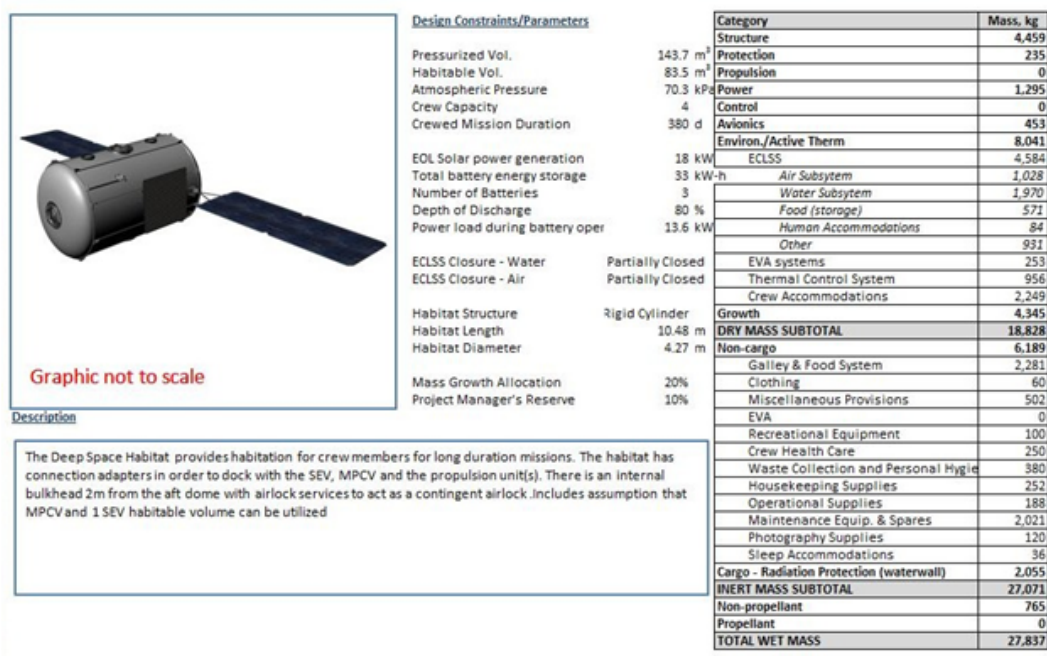 Graphic not to scale
Design Constraints/Parameters
Pressurized Vol. 143.7 m³
Habitable Vol. 83.5 m³
Atmospheric Pressure 70.3 kPa
Crew Capacity 4
Crewed Mission Duration 380 d
EOL Solar power generation 18 kW
Total battery energy storage 33 kW-h
Number of Batteries 3
Depth of Discharge 80 %
Power load during battery oper 13.6 kW
ECLSS Closure - Water Partially Closed
ECLSS Closure - Air Partially Closed
Habitat Structure Rigid Cylinder
Habitat Length 10.48 m
Habitat Diameter 4.27 m
Mass Growth Allocation 20%
Project Manager's Reserve 10%
Description
The Deep Space Habitat provides habitation for crew members for long duration missions. The habitat has
connection adapters in order to dock with the SEV, MPCV and the propulsion unit(s). There is an internal
bulkhead 2m from the aft dome with airlock services to act as a contingent airlock .Includes assumption that
MPCV and 1 SEV habitable volume can be utilized
Category Mass, kg
Structure 4,459
Protection 235
Propulsion 0
Power 1,295
Control 0
Avionics 453
Environ./Active Therm 8,041
ECLSS 4,584
Air Subsytem 1,028
Water Subsytem 1,970
Food (storage) 571
Human Accommodations 84
Other 931
EVA systems 253
Thermal Control System 956
Crew Accommodations 2,249
Growth 4,345
DRY MASS SUBTOTAL 18,828
Non-cargo 6,189
Galley & Food System 2,281
Clothing 60
Miscellaneous Provisions 502
EVA 0
Recreational Equipment 100
Crew Health Care 250
Waste Collection and Personal Hygie 380
Housekeeping Supplies 252
Operational Supplies 188
Maintenance Equip. & Spares 2,021
Photography Supplies 120
Sleep Accommodations 36
Cargo - Radiation Protection (waterwall) 2,055
INERT MASS SUBTOTAL 27,071
Non-propellant 765
Propellant 0
TOTAL WET MASS 27,837